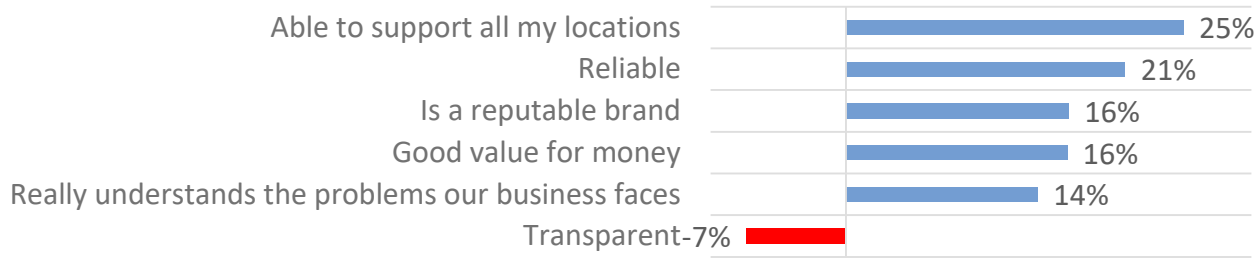 Able to support all my locations 25%
Reliable 21%
Is a reputable brand 16%
Good value for money 16%
Really understands the problems our business faces 14%
Transparent -7%